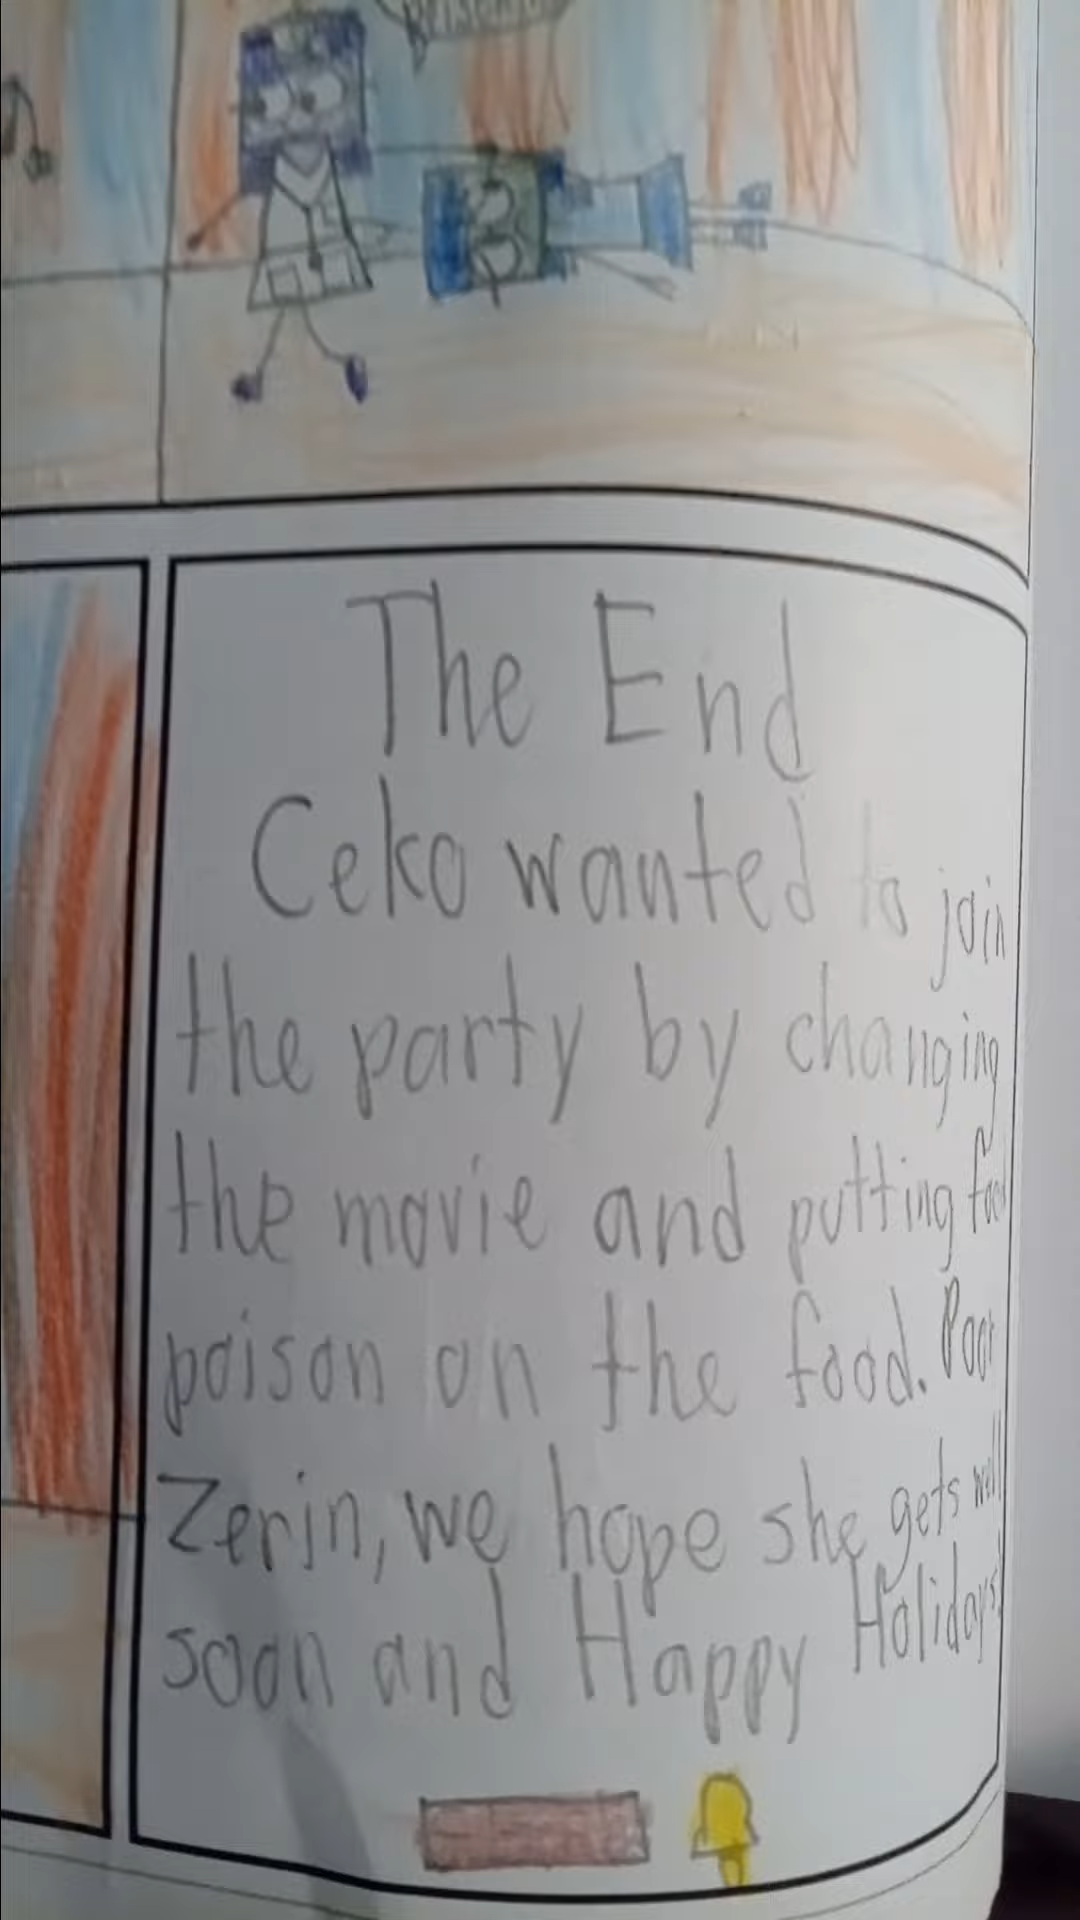 The End
Ceko wanted to join
the party by changing
the movie and putting food
poison on the food. Poor
Zerin, we hope she gets well
soon and Happy Holidays!